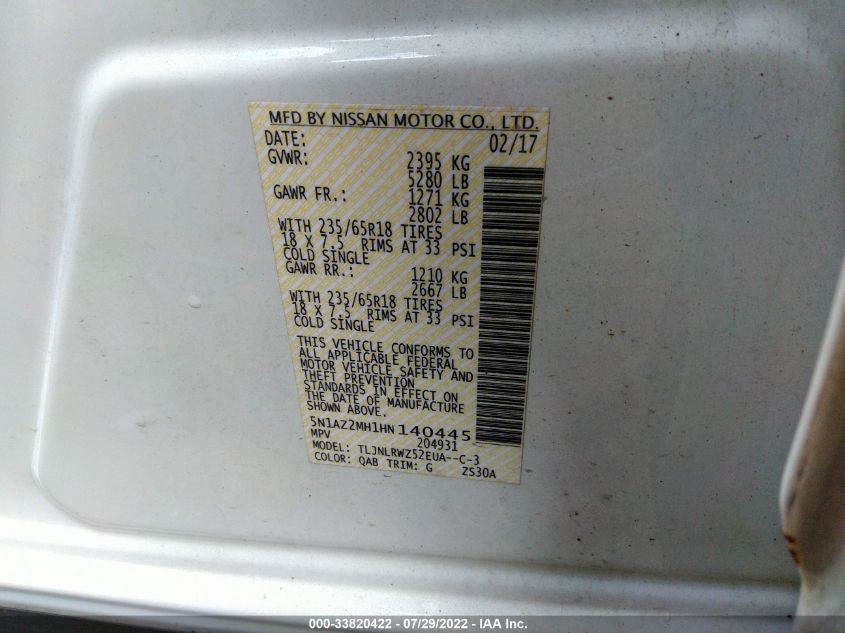 MFD BY NISSAN MOTOR CO., LTD.
DATE: 02/17
GVWR: 2395 KG
5280 LB
GAWR FR.: 1271 KG
2802 LB
WITH 235/65R18 TIRES
18 X 7.5 RIMS AT 33 PSI
COLD SINGLE
GAWR RR.: 1210 KG
2667 LB
WITH 235/65R18 TIRES
18 X 7.5 RIMS AT 33 PSI
COLD SINGLE
THIS VEHICLE CONFORMS TO
ALL APPLICABLE FEDERAL
MOTOR VEHICLE SAFETY AND
THEFT PREVENTION
STANDARDS IN EFFECT ON
THE DATE OF MANUFACTURE
SHOWN ABOVE.
5N1AZ2MH1HN140445
MPV 204931
MODEL: TLJNLRWZ52EUA--C-3
COLOR: QAB TRIM: G ZS30A
000-33820422 - 07/29/2022 - IAA Inc.